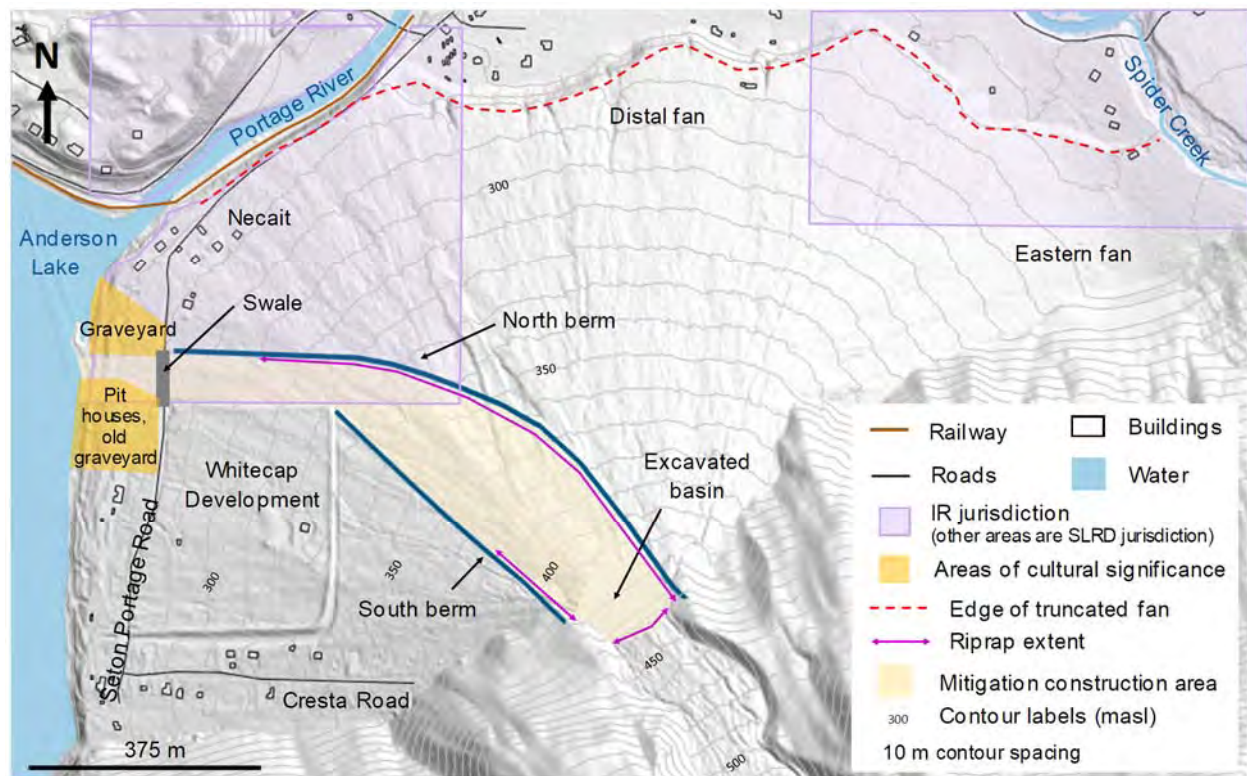 N
Portage River
Distal fan
Spider Creek
300
Necait
Anderson
Lake
Eastern fan
Swale
Graveyard
North berm
350
Pit
houses,
old
graveyard
Whitecap
Development
Excavated
basin
Seton Portage Road
300
350
400
South berm
450
Cresta Road
375 m
500
Railway
Buildings
Roads
Water
IR jurisdiction
(other areas are SLRD jurisdiction)
Areas of cultural significance
Edge of truncated fan
Riprap extent
Mitigation construction area
300
Contour labels (masl)
10 m contour spacing